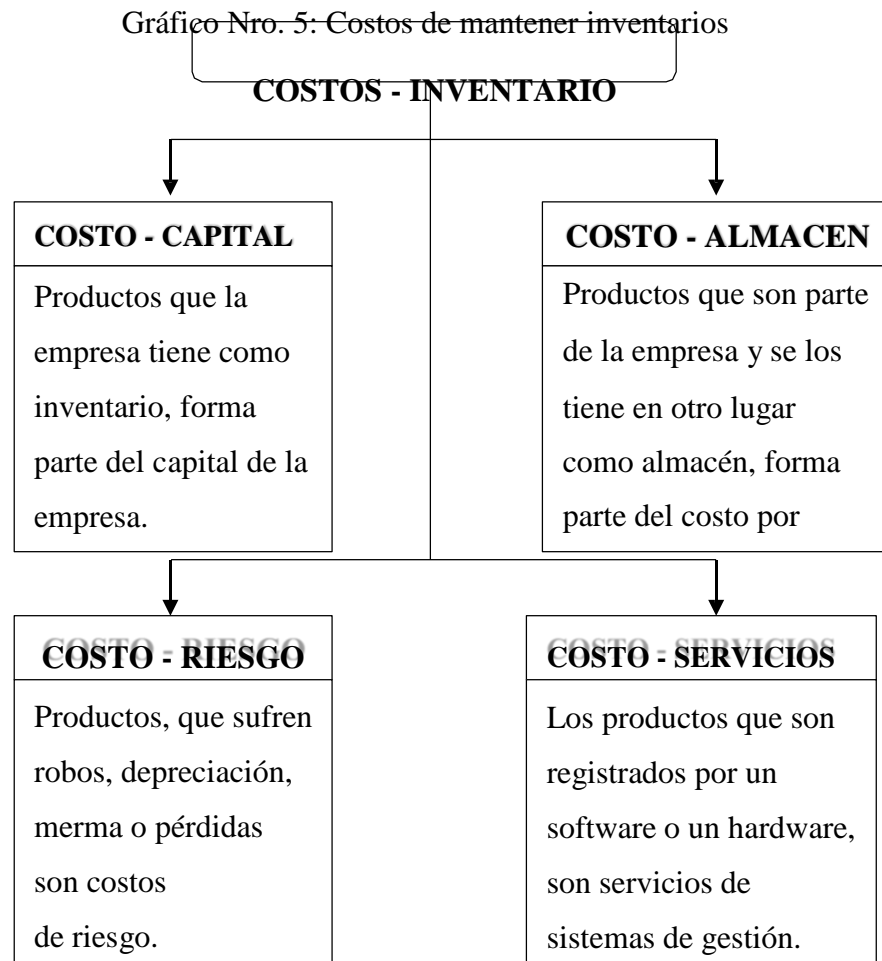 Gráfico Nro. 5: Costos de mantener inventarios
COSTOS - INVENTARIO
COSTO - CAPITAL
Productos que la
empresa tiene como
inventario, forma
parte del capital de la
empresa.
COSTO - ALMACEN
Productos que son parte
de la empresa y se los
tiene en otro lugar
como almacén, forma
parte del costo por
COSTO - RIESGO
Productos, que sufren
robos, depreciación,
merma o pérdidas
son costos
de riesgo.
COSTO - SERVICIOS
Los productos que son
registrados por un
software o un hardware,
son servicios de
sistemas de gestión.